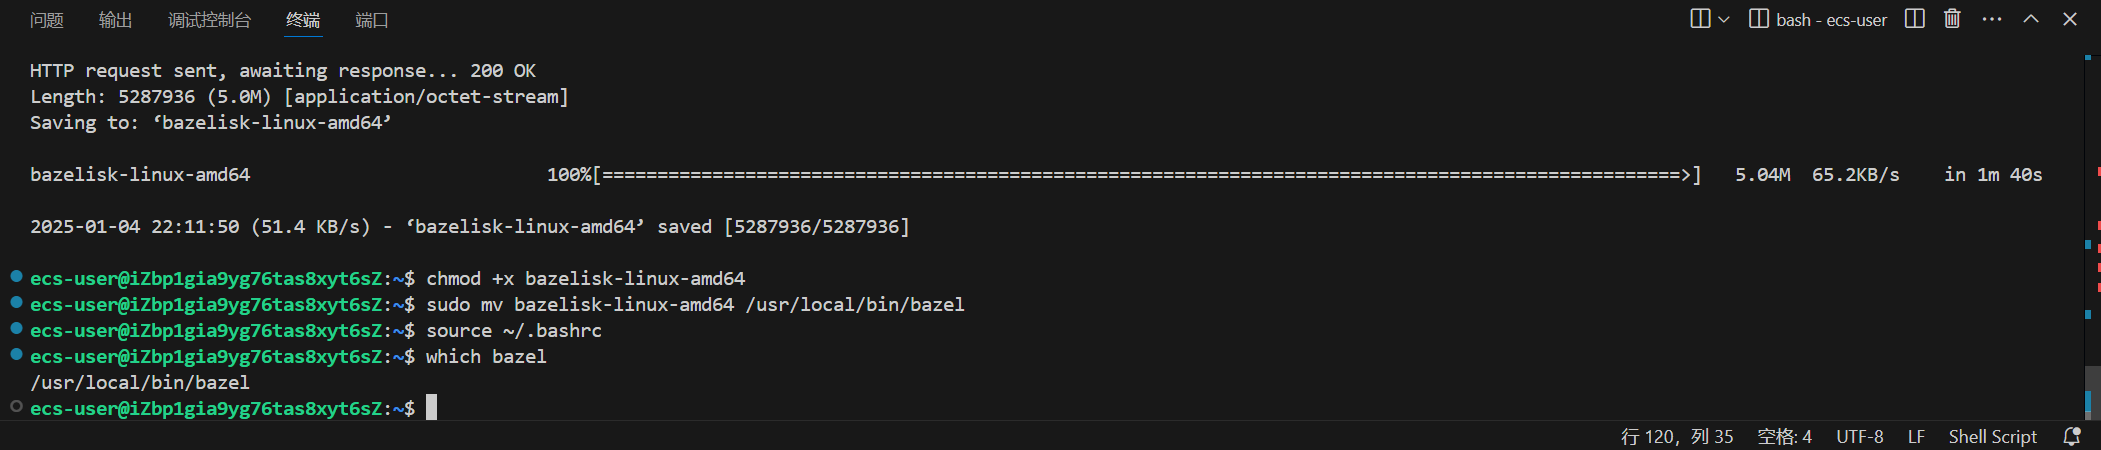 问题 输出 调试控制台 终端 端口 bash - ecs-user
HTTP request sent, awaiting response... 200 OK
Length: 5287936 (5.0M) [application/octet-stream]
Saving to: ‘bazelisk-linux-amd64’
bazelisk-linux-amd64 100%[==================================================================================================>] 5.04M 65.2KB/s in 1m 40s
2025-01-04 22:11:50 (51.4 KB/s) - ‘bazelisk-linux-amd64’ saved [5287936/5287936]
ecs-user@iZbp1gia9yg76tas8xyt6sZ:~$ chmod +x bazelisk-linux-amd64
ecs-user@iZbp1gia9yg76tas8xyt6sZ:~$ sudo mv bazelisk-linux-amd64 /usr/local/bin/bazel
ecs-user@iZbp1gia9yg76tas8xyt6sZ:~$ source ~/.bashrc
ecs-user@iZbp1gia9yg76tas8xyt6sZ:~$ which bazel
/usr/local/bin/bazel
ecs-user@iZbp1gia9yg76tas8xyt6sZ:~$
行 120，列 35 空格: 4 UTF-8 LF Shell Script